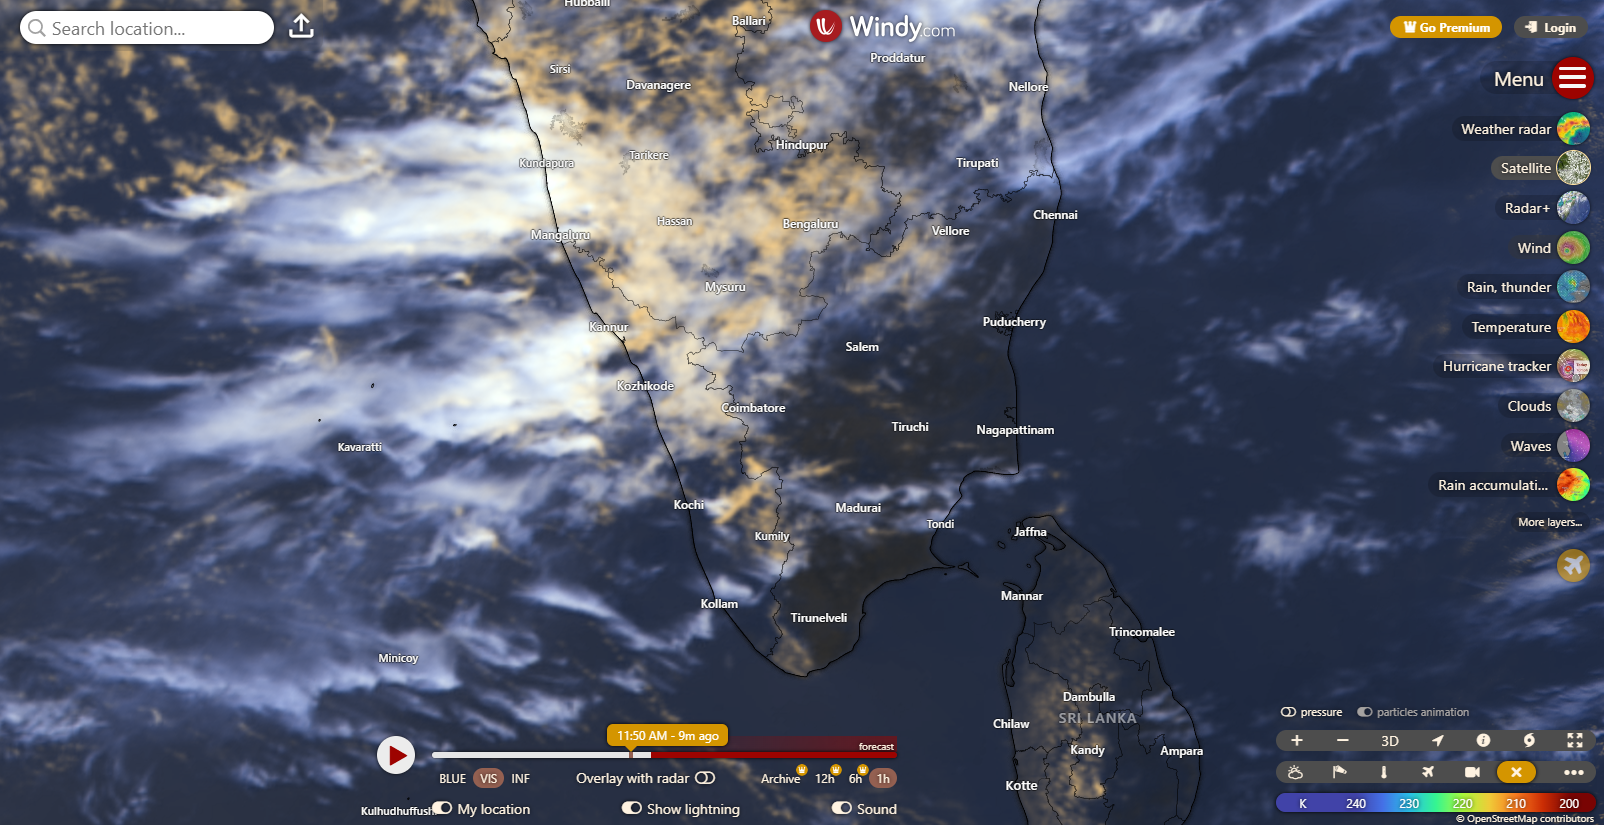 Search location...
Hubballi
Ballari
Windy.com
Go Premium
Login
Sirsi
Davanagere
Proddatur
Nellore
Menu
Kundapura
Tarikere
Hindupur
Tirupati
Weather radar
Satellite
Hassan
Bengaluru
Vellore
Chennai
Radar+
Mangaluru
Wind
Mysuru
Rain, thunder
Kannur
Salem
Puducherry
Temperature
Kozhikode
Coimbatore
Hurricane tracker
Clouds
Kavaratti
Tiruchi
Nagapattinam
Waves
Rain accumulati...
Kochi
Madurai
Tondi
Jaffna
More layers...
Kumily
Kollam
Tirunelveli
Mannar
Trincomalee
Minicoy
Dambulla
SRI LANKA
Chilaw
Kandy
Ampara
Kotte
pressure
particles animation
11:50 AM - 9m ago
forecast
3D
BLUE VIS INF
Overlay with radar
Archive 12h 6h 1h
Kulhudhuffush
My location
Show lightning
Sound
K 240 230 220 210 200
© OpenStreetMap contributors